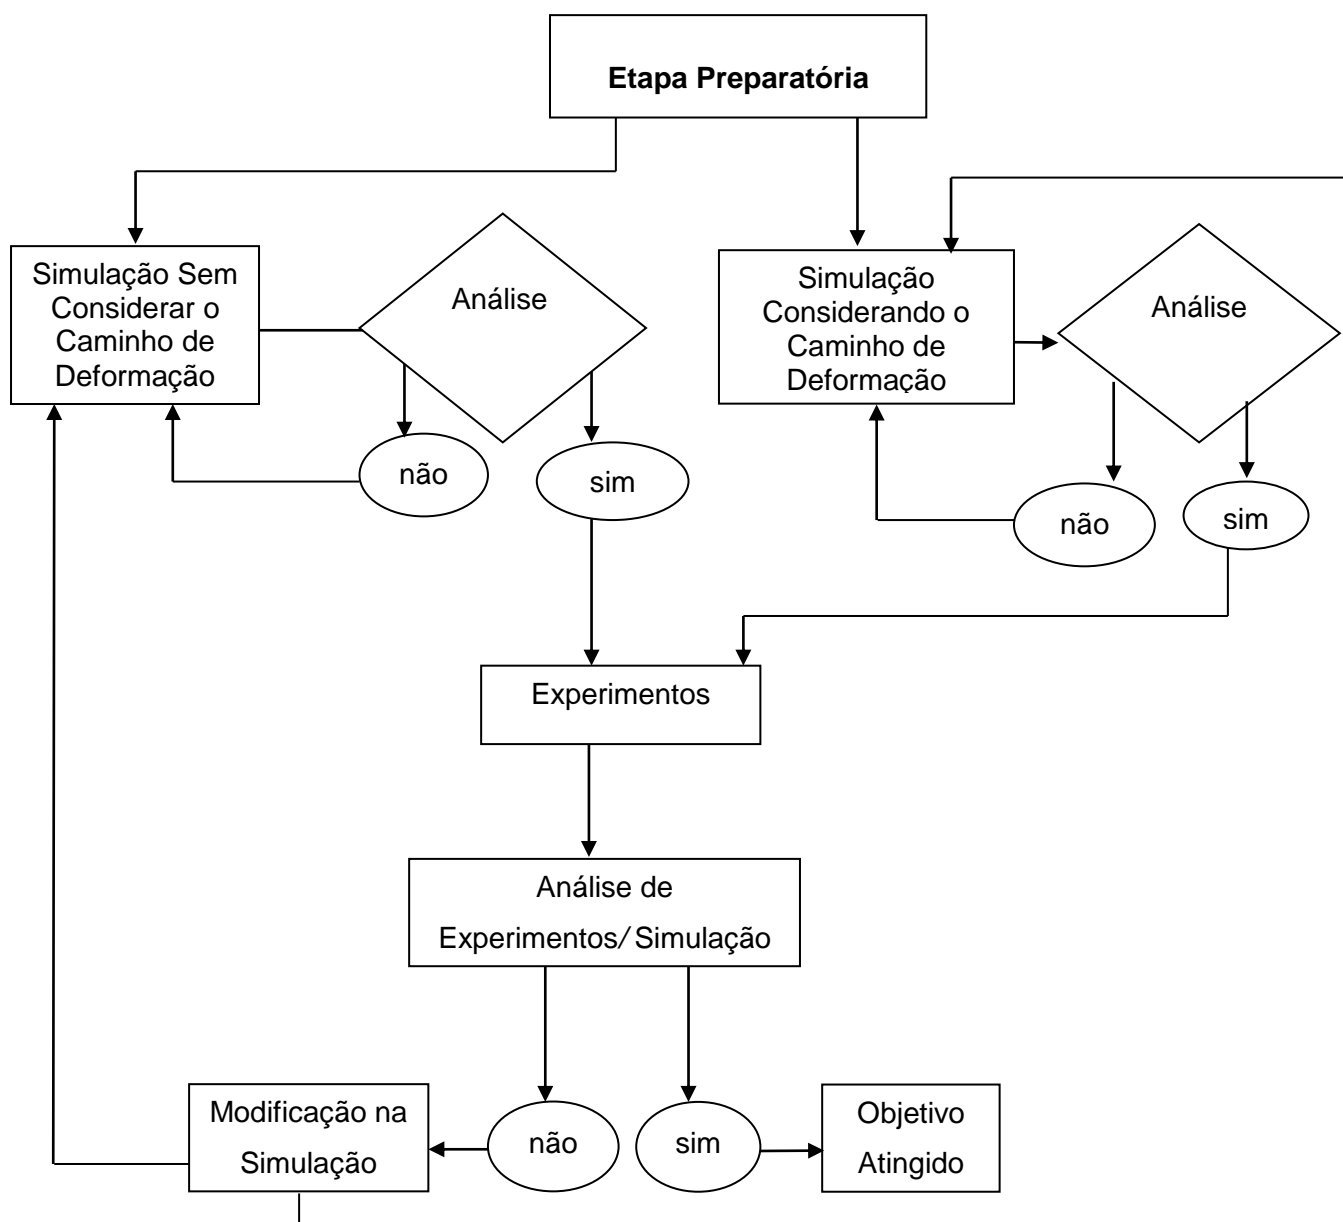 Etapa Preparatória
Simulação Sem
Considerar o
Caminho de
Deformação
Análise
não
sim
Simulação
Considerando o
Caminho de
Deformação
Análise
não
sim
Experimentos
Análise de
Experimentos/Simulação
Modificação na
Simulação
não
sim
Objetivo
Atingido